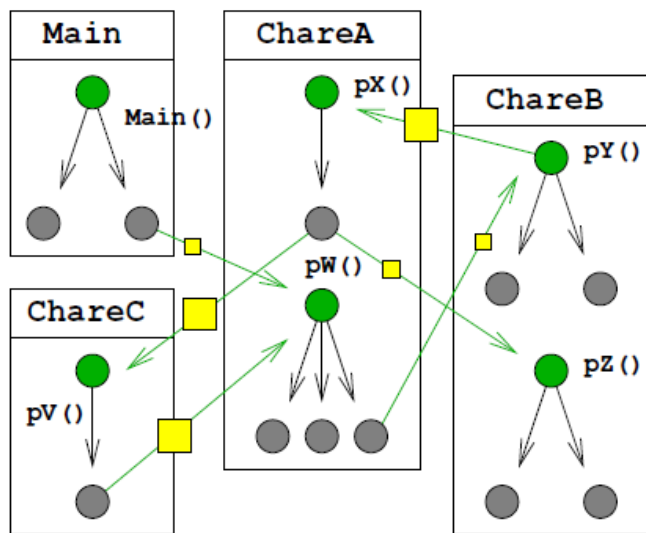 Main
Main()
ChareC
pV()
ChareA
pX()
pW()
ChareB
pY()
pZ()